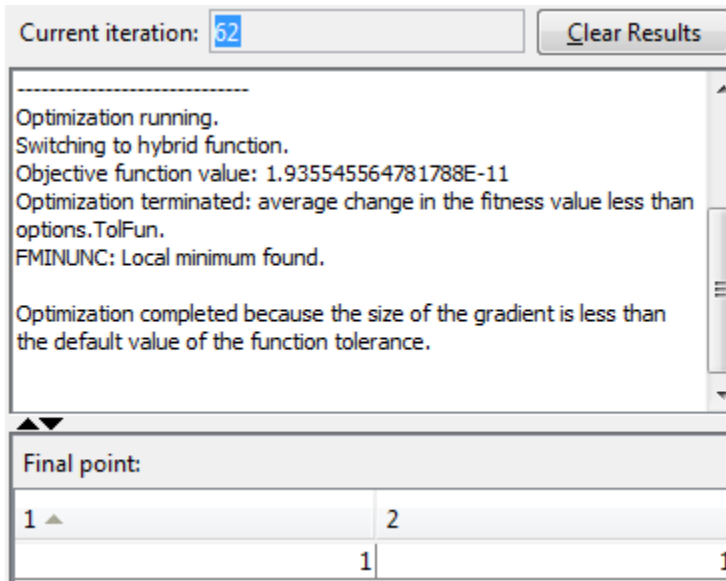 Current iteration: 62 Clear Results
------------------------------
Optimization running.
Switching to hybrid function.
Objective function value: 1.935545564781788E-11
Optimization terminated: average change in the fitness value less than
options.TolFun.
FMINUNC: Local minimum found.
Optimization completed because the size of the gradient is less than
the default value of the function tolerance.
Final point:
1 2
1 1